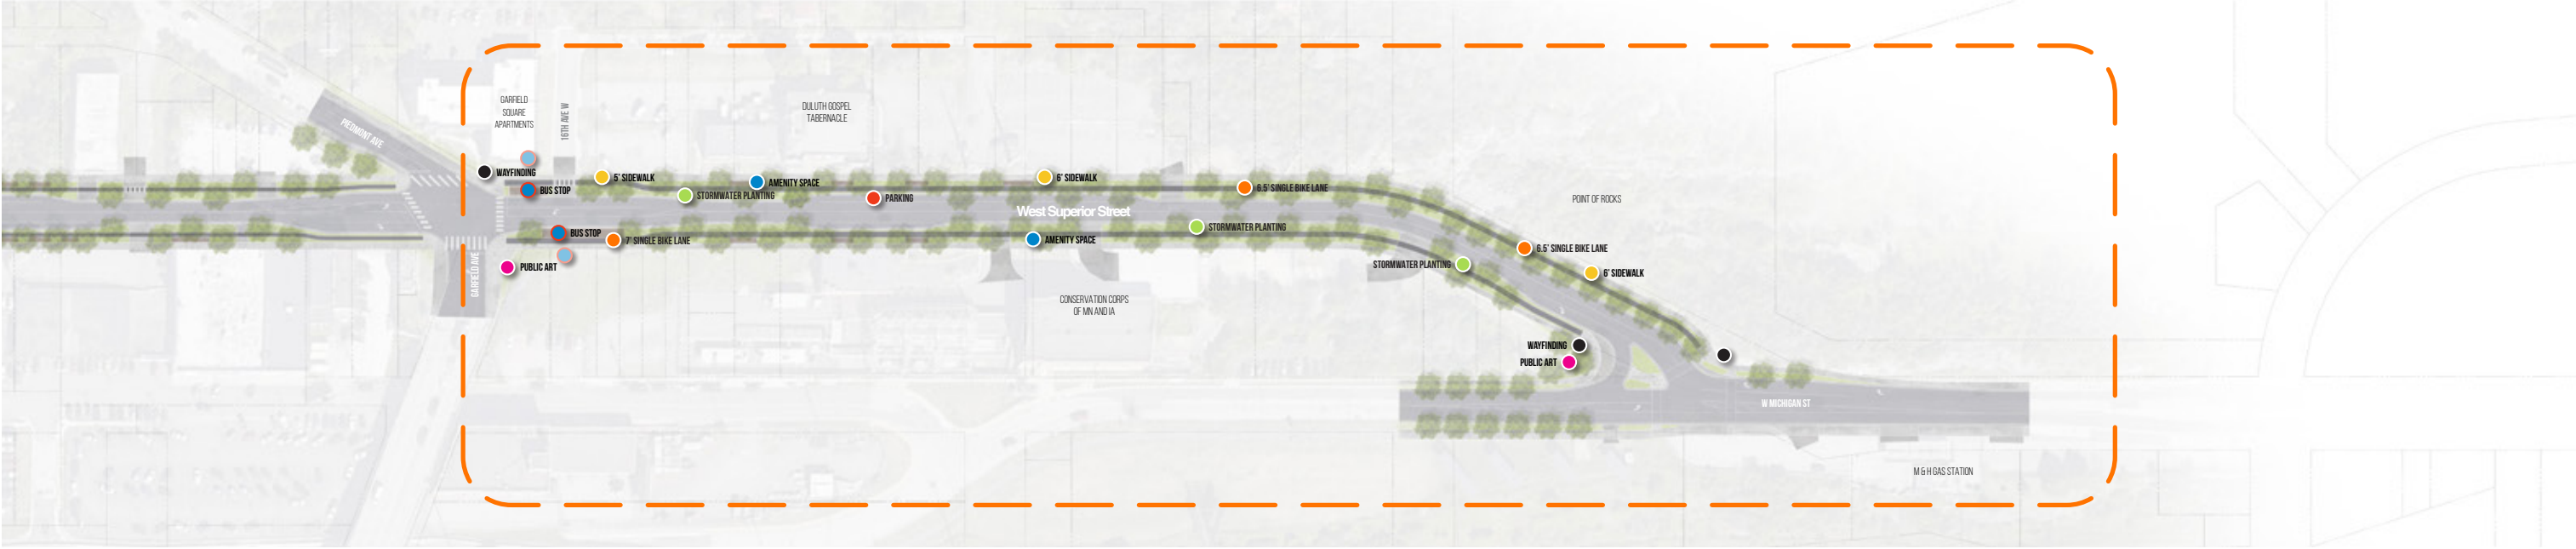 GARFIELD
SQUARE
APARTMENTS
16TH AVE W
DULUTH GOSPEL
TABERNACLE
PIEDMONT AVE
WAYFINDING
BUS STOP
5' SIDEWALK
STORMWATER PLANTING
AMENITY SPACE
PARKING
6' SIDEWALK
6.5' SINGLE BIKE LANE
POINT OF ROCKS
West Superior Street
BUS STOP
7' SINGLE BIKE LANE
AMENITY SPACE
STORMWATER PLANTING
6.5' SINGLE BIKE LANE
PUBLIC ART
GARFIELD AVE
STORMWATER PLANTING
6' SIDEWALK
CONSERVATION CORPS
OF MN AND IA
WAYFINDING
PUBLIC ART
W MICHIGAN ST
M & H GAS STATION